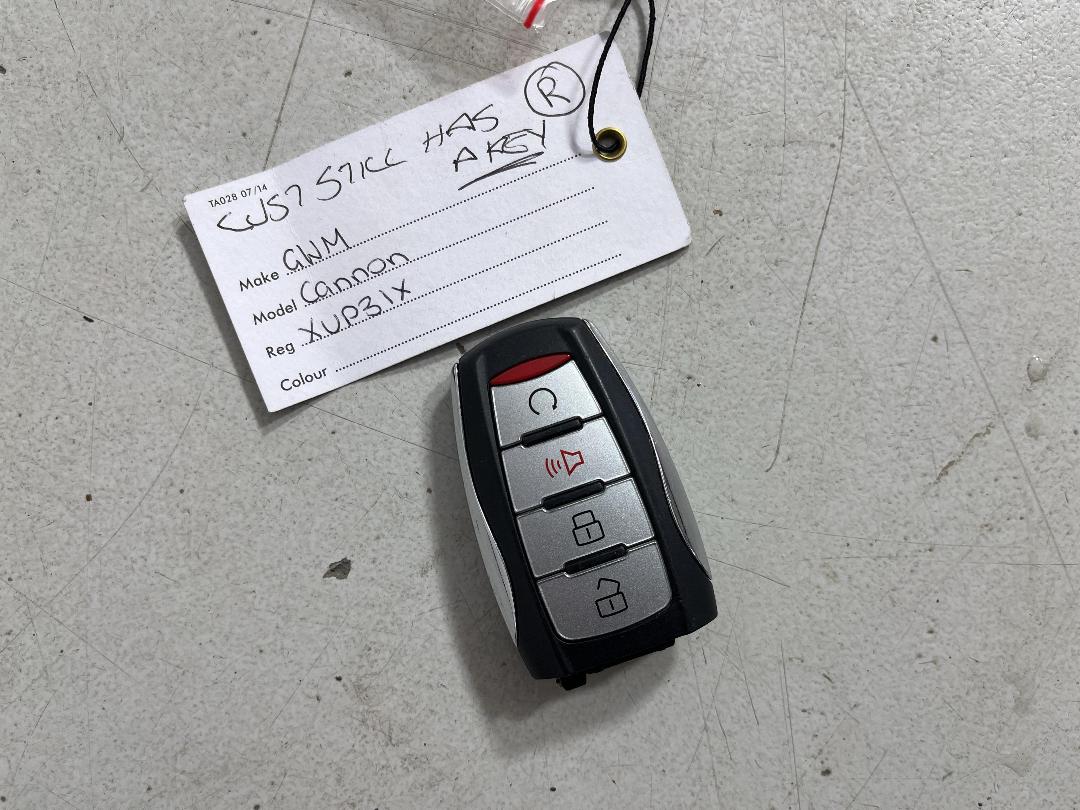 TA028 07/14
CUST STILL HAS R
A KEY
Make GWM
Model Cannon
Reg XUP31X
Colour